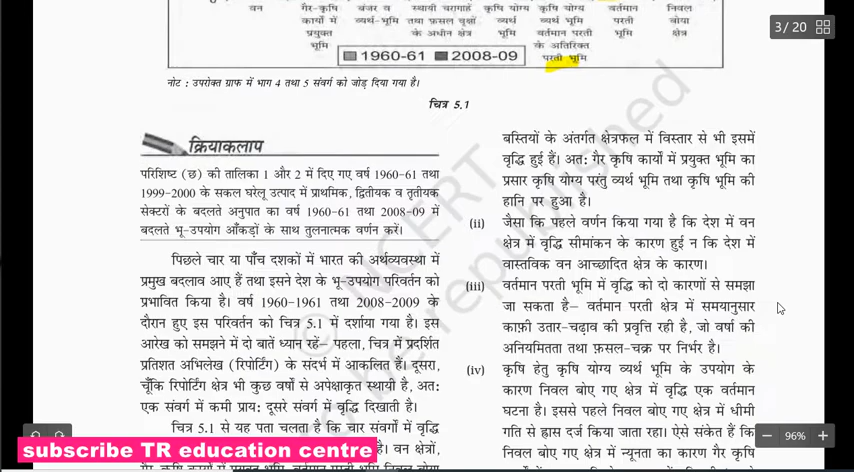 वन
गैर-कृषि कार्यों में प्रयुक्त भूमि
बंजर व व्यर्थ-भूमि
स्थायी चरागाहें तथा फ़सल वृक्षों के अधीन क्षेत्र
कृषि योग्य व्यर्थ भूमि
कृषि योग्य व्यर्थ भूमि वर्तमान परती के अतिरिक्त परती भूमि
वर्तमान परती भूमि
निवल बोया क्षेत्र
3 / 20
1960-61 2008-09
नोट : उपरोक्त ग्राफ में भाग 4 तथा 5 संवर्ग को जोड़ दिया गया है।
चित्र 5.1
क्रियाकलाप
परिशिष्ट (छ) की तालिका 1 और 2 में दिए गए वर्ष 1960-61 तथा
1999-2000 के सकल घरेलू उत्पाद में प्राथमिक, द्वितीयक व तृतीयक
सेक्टरों के बदलते अनुपात का वर्ष 1960-61 तथा 2008-09 में
बदलते भू-उपयोग आँकड़ों के साथ तुलनात्मक वर्णन करें।
पिछले चार या पाँच दशकों में भारत की अर्थव्यवस्था में
प्रमुख बदलाव आए हैं तथा इसने देश के भू-उपयोग परिवर्तन को
प्रभावित किया है। वर्ष 1960-1961 तथा 2008-2009 के
दौरान हुए इस परिवर्तन को चित्र 5.1 में दर्शाया गया है। इस
आरेख को समझने में दो बातें ध्यान रहें- पहला, चित्र में प्रदर्शित
प्रतिशत अभिलेख (रिपोर्टिंग) के संदर्भ में आकलित हैं। दूसरा,
चूँकि रिपोर्टिंग क्षेत्र भी कुछ वर्षों से अपेक्षाकृत स्थायी है, अत:
एक संवर्ग में कमी प्राय: दूसरे संवर्ग में वृद्धि दिखाती है।
चित्र 5.1 से यह पता चलता है कि चार संवर्गों में वृद्धि
है। वन क्षेत्रों,
बस्तियों के अंतर्गत क्षेत्रफल में विस्तार से भी इसमें
वृद्धि हुई हैं। अत: गैर कृषि कार्यों में प्रयुक्त भूमि का
प्रसार कृषि योग्य परंतु व्यर्थ भूमि तथा कृषि भूमि की
हानि पर हुआ है।
(ii) जैसा कि पहले वर्णन किया गया है कि देश में वन
क्षेत्र में वृद्धि सीमांकन के कारण हुई न कि देश में
वास्तविक वन आच्छादित क्षेत्र के कारण।
(iii) वर्तमान परती भूमि में वृद्धि को दो कारणों से समझा
जा सकता है– वर्तमान परती क्षेत्र में समयानुसार
काफ़ी उतार-चढ़ाव की प्रवृत्ति रही है, जो वर्षा की
अनियमितता तथा फ़सल-चक्र पर निर्भर है।
(iv) कृषि हेतु कृषि योग्य व्यर्थ भूमि के उपयोग के
कारण निवल बोए गए क्षेत्र में वृद्धि एक वर्तमान
घटना है। इससे पहले निवल बोए गए क्षेत्र में धीमी
गति से ह्रास दर्ज किया जाता रहा। ऐसे संकेत हैं कि
निवल बोए गए क्षेत्र में न्यूनता का कारण गैर कृषि
© NCERT
be republished
96%
subscribe TR education centre